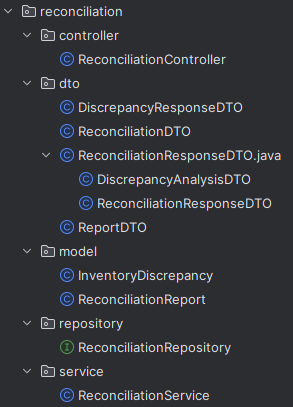 reconciliation
controller
ReconciliationController
dto
DiscrepancyResponseDTO
ReconciliationDTO
ReconciliationResponseDTO.java
DiscrepancyAnalysisDTO
ReconciliationResponseDTO
ReportDTO
model
InventoryDiscrepancy
ReconciliationReport
repository
ReconciliationRepository
service
ReconciliationService